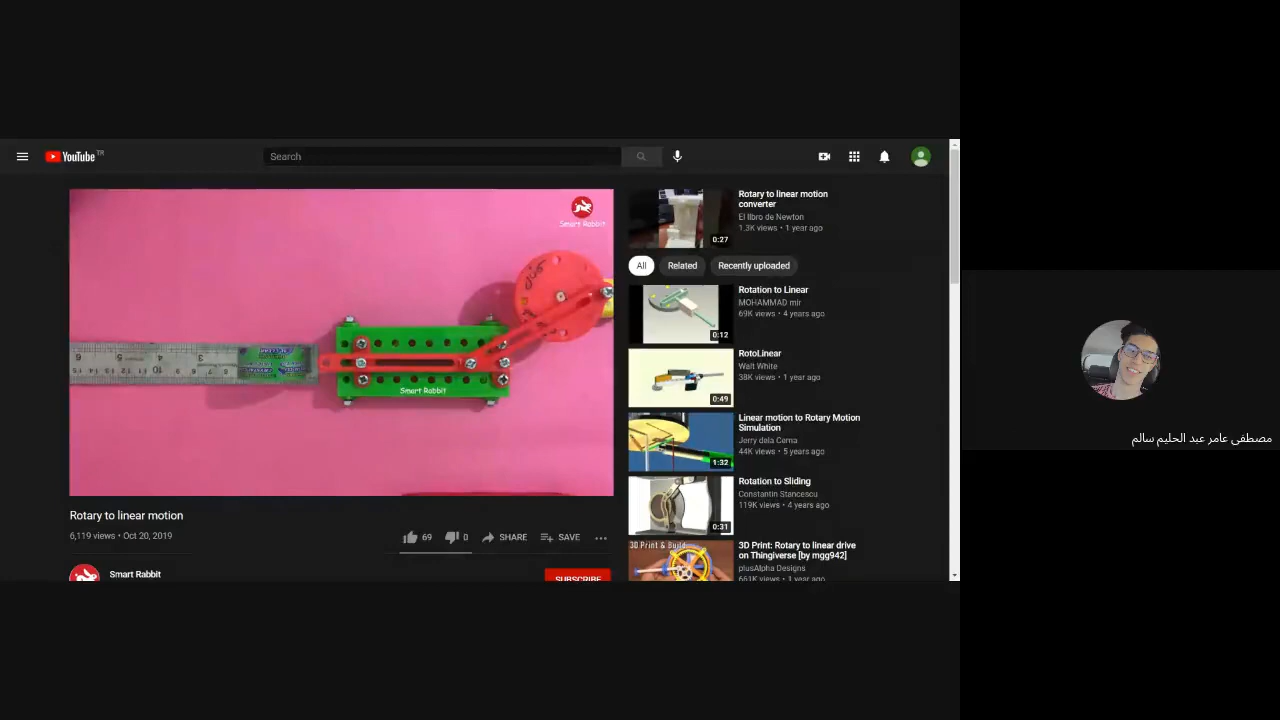 YouTube TR
Search
Smart Rabbit
Smart Rabbit
Rotary to linear motion
6,119 views • Oct 20, 2019
69
0
SHARE
SAVE
Smart Rabbit
SUBSCRIBE
Rotary to linear motion
converter
El libro de Newton
1.3K views • 1 year ago
0:27
All
Related
Recently uploaded
Rotation to Linear
MOHAMMAD mir
69K views • 4 years ago
0:12
RotoLinear
Walt White
38K views • 1 year ago
0:49
Linear motion to Rotary Motion
Simulation
Jerry dela Cerna
44K views • 5 years ago
1:32
Rotation to Sliding
Constantin Stancescu
119K views • 4 years ago
0:31
3D Print & Build
3D Print: Rotary to linear drive
on Thingiverse [by mgg942]
plusAlpha Designs
661K views • 1 year ago
مصطفى عامر عبد الحليم سالم